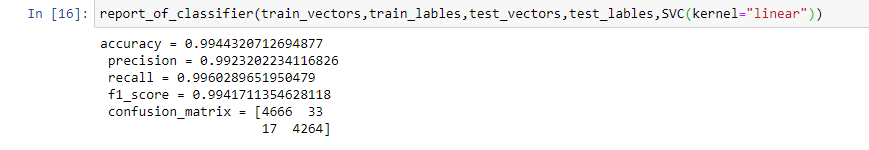 In [16]: report_of_classifier(train_vectors,train_lables,test_vectors,test_lables,SVC(kernel="linear"))
accuracy = 0.9944320712694877
precision = 0.9923202234116826
recall = 0.9960289651950479
f1_score = 0.9941711354628118
confusion_matrix = [4666 33
17 4264]